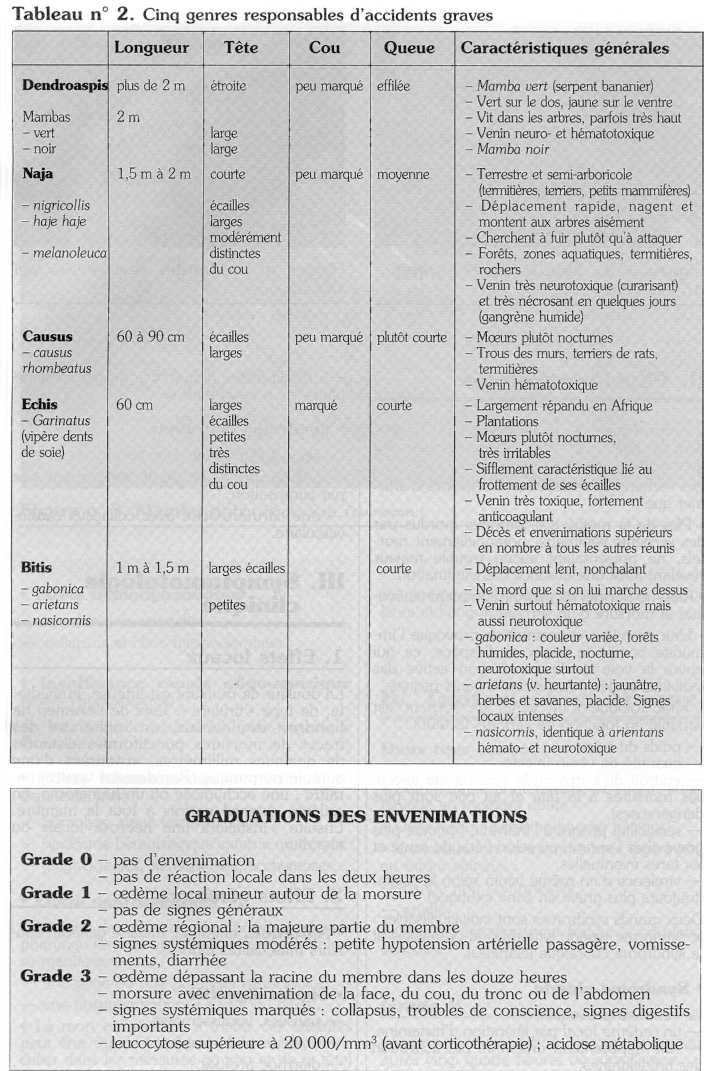 Tableau n° 2. Cinq genres responsables d'accidents graves
Longueur Tête Cou Queue Caractéristiques générales
Dendroaspis plus de 2 m étroite peu marqué effilée – Mamba vert (serpent bananier)
– Vert sur le dos, jaune sur le ventre
Mambas 2 m – Vit dans les arbres, parfois très haut
– vert large – Venin neuro- et hématotoxique
– noir large – Mamba noir
Naja 1,5 m à 2 m courte peu marqué moyenne – Terrestre et semi-arboricole
(termitières, terriers, petits mammifères)
– nigricollis écailles – Déplacement rapide, nagent et
– haje haje larges montent aux arbres aisément
modérément – Cherchent à fuir plutôt qu'à attaquer
– melanoleuca distinctes – Forêts, zones aquatiques, termitières,
du cou rochers
– Venin très neurotoxique (curarisant)
et très nécrosant en quelques jours
(gangrène humide)
Causus 60 à 90 cm écailles peu marqué plutôt courte – Mœurs plutôt nocturnes
– causus larges – Trous des murs, terriers de rats,
rhombeatus termitières
– Venin hématotoxique
Echis 60 cm larges marqué courte – Largement répandu en Afrique
– Garinatus écailles – Plantations
(vipère dents petites – Mœurs plutôt nocturnes,
de soie) très très irritables
distinctes – Sifflement caractéristique lié au
du cou frottement de ses écailles
– Venin très toxique, fortement
anticoagulant
– Décès et envenimations supérieurs
en nombre à tous les autres réunis
Bitis 1 m à 1,5 m larges écailles courte – Déplacement lent, nonchalant
– gabonica – Ne mord que si on lui marche dessus
– arietans petites – Venin surtout hématotoxique mais
– nasicornis aussi neurotoxique
– gabonica : couleur variée, forêts
humides, placide, nocturne,
neurotoxique surtout
– arietans (v. heurtante) : jaunâtre,
herbes et savanes, placide. Signes
locaux intenses
– nasicornis, identique à arientans
hémato- et neurotoxique
GRADUATIONS DES ENVENIMATIONS
Grade 0 – pas d'envenimation
– pas de réaction locale dans les deux heures
Grade 1 – œdème local mineur autour de la morsure
– pas de signes généraux
Grade 2 – œdème régional : la majeure partie du membre
– signes systémiques modérés : petite hypotension artérielle passagère, vomisse-
ments, diarrhée
Grade 3 – œdème dépassant la racine du membre dans les douze heures
– morsure avec envenimation de la face, du cou, du tronc ou de l'abdomen
– signes systémiques marqués : collapsus, troubles de conscience, signes digestifs
importants
– leucocytose supérieure à 20 000/mm³ (avant corticothérapie) ; acidose métabolique